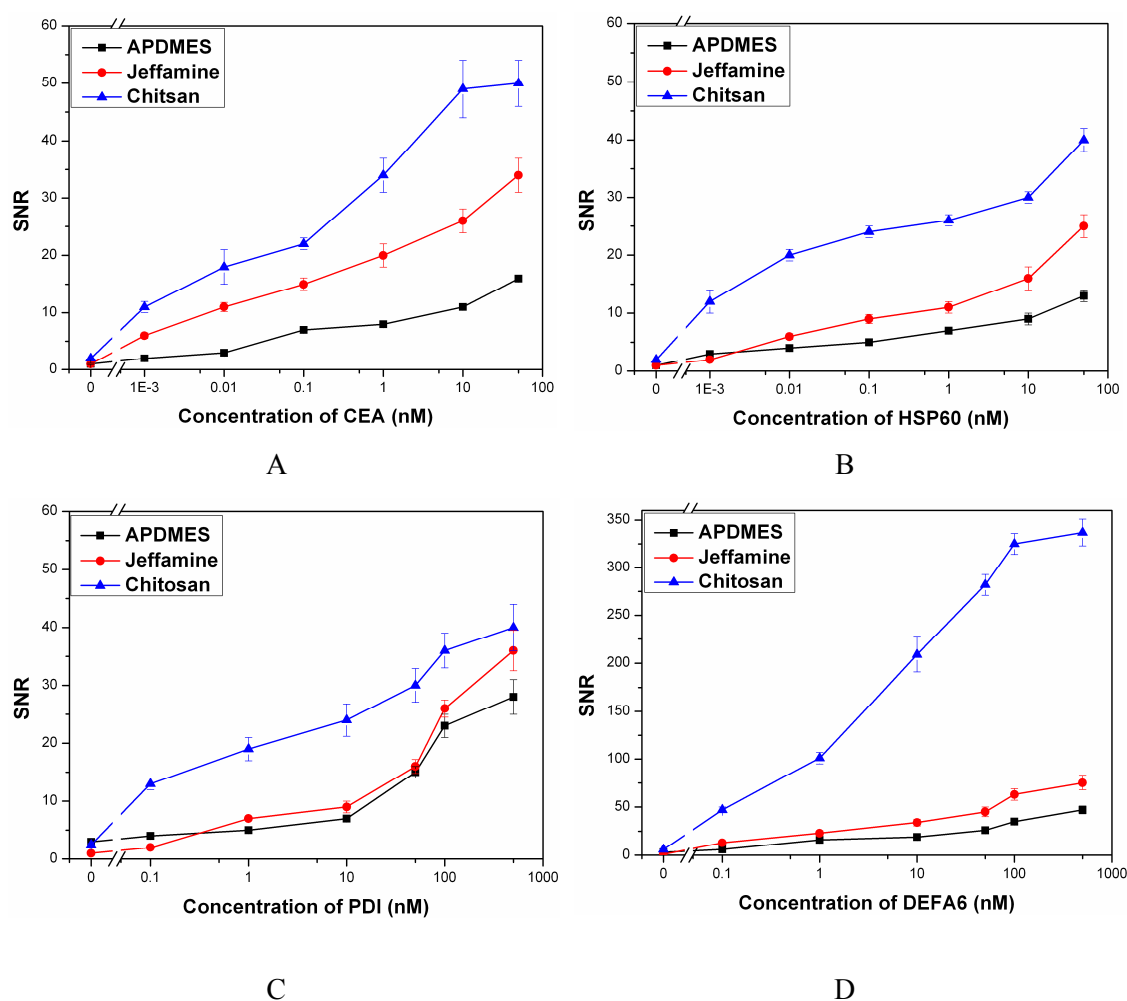 60
50
40
30
20
10
0
SNR
APDMES
Jeffamine
Chitsan
0 1E-3 0.01 0.1 1 10 100
Concentration of CEA (nM)
A
60
50
40
30
20
10
0
SNR
APDMES
Jeffamine
Chitsan
0 1E-3 0.01 0.1 1 10 100
Concentration of HSP60 (nM)
B
60
50
40
30
20
10
0
SNR
APDMES
Jeffamine
Chitosan
0 0.1 1 10 100 1000
Concentration of PDI (nM)
C
350
300
250
200
150
100
50
0
SNR
APDMES
Jeffamine
Chitosan
0 0.1 1 10 100 1000
Concentration of DEFA6 (nM)
D